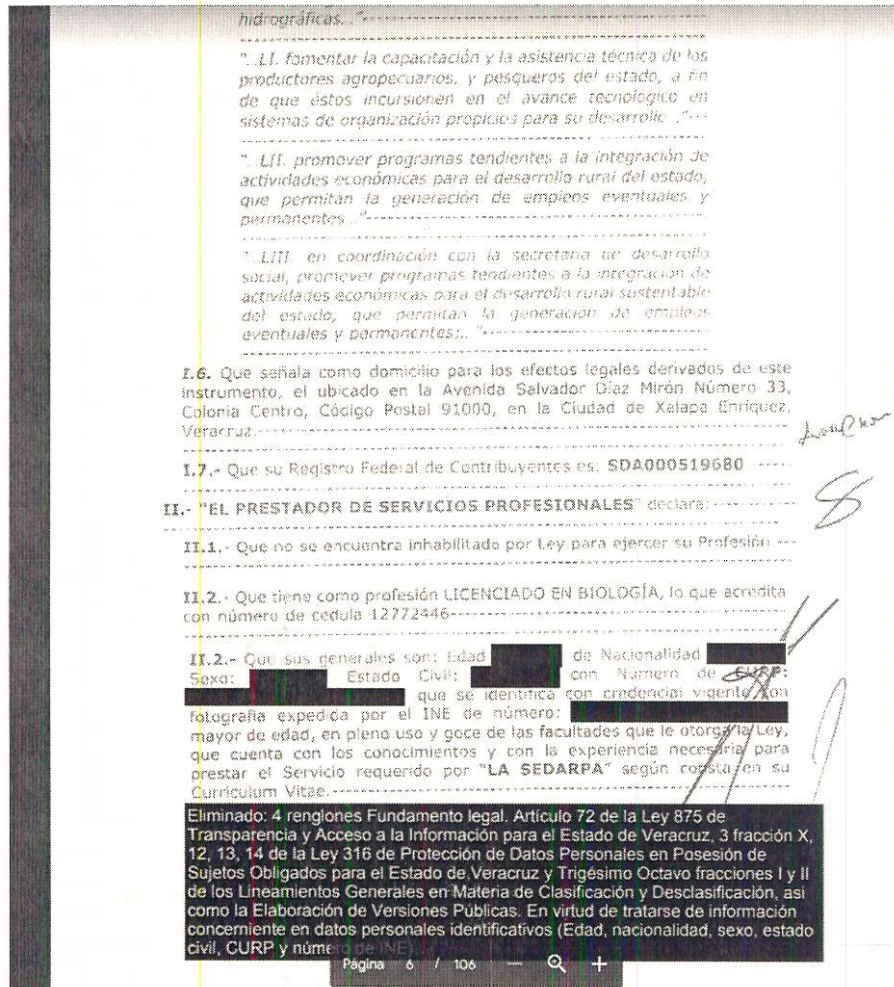 hidrográficas..."
"...LI. fomentar la capacitación y la asistencia técnica de los
productores agropecuarios, y pesqueros del estado, a fin
de que éstos incursionen en el avance tecnológico en
sistemas de organización propicios para su desarrollo..."
"...LII. promover programas tendientes a la integración de
actividades económicas para el desarrollo rural del estado,
que permitan la generación de empleos eventuales y
permanentes..."
"...LIII. en coordinación con la secretaria de desarrollo
social, promover programas tendientes a la integración de
actividades económicas para el desarrollo rural sustentable
del estado, que permitan la generación de empleos
eventuales y permanentes;..."
I.6. Que señala como domicilio para los efectos legales derivados de este
instrumento, el ubicado en la Avenida Salvador Díaz Mirón Número 33,
Colonia Centro, Código Postal 91000, en la Ciudad de Xalapa Enríquez,
Veracruz.
I.7.- Que su Registro Federal de Contribuyentes es: SDA000519680
II.- "EL PRESTADOR DE SERVICIOS PROFESIONALES" declara:
II.1.- Que no se encuentra inhabilitado por Ley para ejercer su Profesión
II.2.- Que tiene como profesión LICENCIADO EN BIOLOGÍA, lo que acredita
con número de cedula 12772446
II.2.- Que sus generales son: Edad de Nacionalidad
Sexo: Estado Civil: con Número de CURP:
que se identifica con credencial vigente con
fotografía expedida por el INE de número:
mayor de edad, en pleno uso y goce de las facultades que le otorga la Ley,
que cuenta con los conocimientos y con la experiencia necesaria para
prestar el Servicio requerido por "LA SEDARPA" según consta en su
Curriculum Vitae.
Eliminado: 4 renglones Fundamento legal. Artículo 72 de la Ley 875 de
Transparencia y Acceso a la Información para el Estado de Veracruz, 3 fracción X,
12, 13, 14 de la Ley 316 de Protección de Datos Personales en Posesión de
Sujetos Obligados para el Estado de Veracruz y Trigésimo Octavo fracciones I y II
de los Lineamientos Generales en Materia de Clasificación y Desclasificación, asi
como la Elaboración de Versiones Públicas. En virtud de tratarse de información
concerniente en datos personales identificativos (Edad, nacionalidad, sexo, estado
civil, CURP y número de INE)
Página 6 / 106